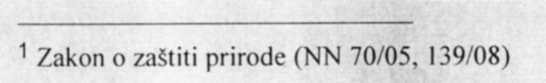 1 Zakon o zaštiti prirode (NN 70/05, 139/08)